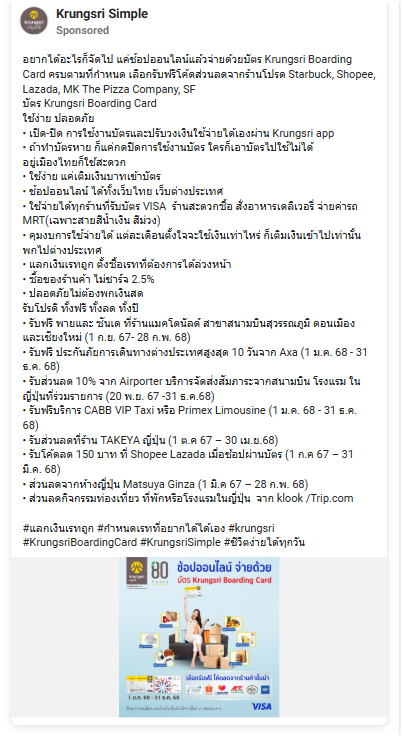 Krungsri Simple
Sponsored
อยากได้อะไรก็จัดไป แค่ช้อปออนไลน์แล้วจ่ายด้วยบัตร Krungsri Boarding
Card ครบตามที่กำหนด เลือกรับฟรีโค้ดส่วนลดจากร้านโปรด Starbuck, Shopee,
Lazada, MK The Pizza Company, SF
บัตร Krungsri Boarding Card
ใช้ง่าย ปลอดภัย
• เปิด-ปิด การใช้งานบัตรและปรับวงเงินใช้จ่ายได้เองผ่าน Krungsri app
• ถ้าทำบัตรหาย ก็แค่กดปิดการใช้งานบัตร ใครก็เอาบัตรไปใช้ไม่ได้
อยู่เมืองไทยก็ใช้สะดวก
• ใช้ง่าย แค่เติมเงินบาทเข้าบัตร
• ช้อปออนไลน์ ได้ทั้งเว็บไทย เว็บต่างประเทศ
• ใช้จ่ายได้ทุกร้านที่รับบัตร VISA ร้านสะดวกซื้อ สั่งอาหารเดลิเวอรี่ จ่ายค่ารถ
MRT(เฉพาะสายสีน้ำเงิน สีม่วง)
• คุมงบการใช้จ่ายได้ แต่ละเดือนตั้งใจจะใช้เงินเท่าไหร่ ก็เติมเงินเข้าไปเท่านั้น
พกไปต่างประเทศ
• แลกเงินเรทถูก ตั้งซื้อเรทที่ต้องการได้ล่วงหน้า
• ซื้อของร้านค้า ไม่ชาร์จ 2.5%
• ปลอดภัยไม่ต้องพกเงินสด
รับโปรดี ทั้งฟรี ทั้งลด ทั้งปี
• รับฟรี พายและ ซันเด ที่ร้านแมคโดนัลด์ สาขาสนามบินสุวรรณภูมิ ดอนเมือง
และเชียงใหม่ (1 ก.ย. 67- 28 ก.พ. 68)
• รับฟรี ประกันภัยการเดินทางต่างประเทศสูงสุด 10 วันจาก Axa (1 ม.ค. 68 - 31
ธ.ค. 68)
• รับส่วนลด 10% จาก Airporter บริการจัดส่งสัมภาระจากสนามบิน โรงแรม ใน
ญี่ปุ่นที่ร่วมรายการ (20 พ.ย. 67 -31 ธ.ค.68)
• รับฟรีบริการ CABB VIP Taxi หรือ Primex Limousine (1 ม.ค. 68 - 31 ธ.ค.
68)
• รับส่วนลดที่ร้าน TAKEYA ญี่ปุ่น (1 ต.ค 67 – 30 เม.ย.68)
• รับโค้ดลด 150 บาท ที่ Shopee Lazada เมื่อช้อปผ่านบัตร (1 ก.ค 67 – 31
มี.ค. 68)
• ส่วนลดจากห้างญี่ปุ่น Matsuya Ginza (1 มี.ค 67 – 28 ก.พ. 68)
• ส่วนลดกิจกรรมท่องเที่ยว ที่พักหรือโรงแรมในญี่ปุ่น จาก klook /Trip.com
#แลกเงินเรทถูก #กำหนดเรทที่อยากได้ได้เอง #krungsri
#KrungsriBoardingCard #KrungsriSimple #ชีวิตง่ายได้ทุกวัน
krungsri
80
YEARS
ช้อปออนไลน์ จ่ายด้วย
บัตร Krungsri Boarding Card
เลือกรับฟรี! โค้ดลดจากร้านค้าชั้นนำ
1 ม.ค. 68 - 31 ธ.ค. 68
VISA